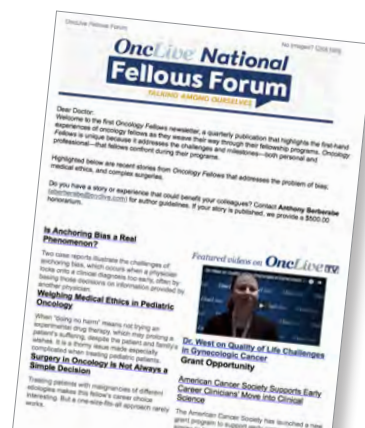 OncLive Fellows Forum
No Images? Click here
OncLive National
Fellows Forum
TALKING AMONG OURSELVES
Dear Doctor:
Welcome to the first Oncology Fellows newsletter, a quarterly publication that highlights the first-hand
experiences of oncology fellows as they weave their way through their fellowship programs. Oncology
Fellows is unique because it addresses the challenges and milestones—both personal and
professional—that fellows confront during their programs.
Highlighted below are recent stories from Oncology Fellows that addresses the problem of bias;
medical ethics, and complex surgeries.
Do you have a story or experience that could benefit your colleagues? Contact Anthony Berberabe
for author guidelines. If your story is published, we provide a $500.00
honorarium.
Is Anchoring Bias a Real
Phenomenon?
Two case reports illustrate the challenges of
anchoring bias, which occurs when a physician
locks onto a clinical diagnosis too early, often by
basing those decisions on information provided by
another physician.
Weighing Medical Ethics in Pediatric
Oncology
When "doing no harm" means not trying an
experimental drug therapy, which may prolong a
patient's suffering, despite the patient and family's
wishes. It is a thorny issue made especially
complicated when treating pediatric patients.
Surgery in Oncology Is Not Always a
Simple Decision
Treating patients with malignancies of different
etiologies makes this fellow's career choice
interesting. But a one-size-fits-all approach rarely
works.
Featured videos on OncLive TV
Dr. West on Quality of Life Challenges
in Gynecologic Cancer
Grant Opportunity
American Cancer Society Supports Early
Career Clinicians' Move into Clinical
Science
The American Cancer Society has launched a new
grant program to support